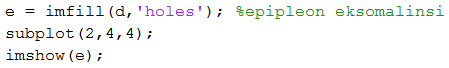 e = imfill(d,'holes'); %epipleon eksomalinsi
subplot(2,4,4);
imshow(e);